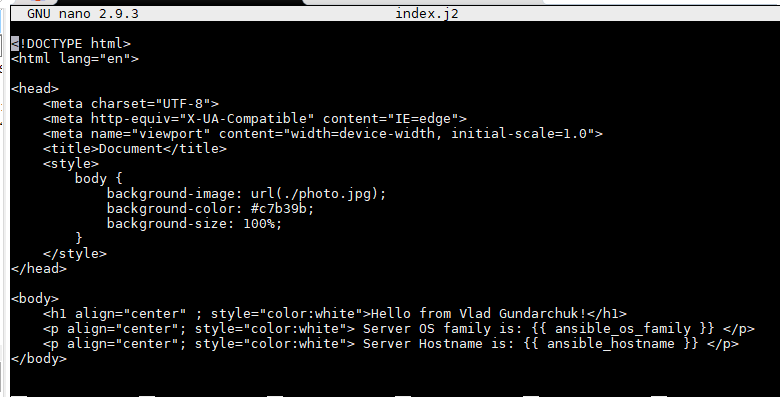 GNU nano 2.9.3 index.j2
<!DOCTYPE html>
<html lang="en">
<head>
    <meta charset="UTF-8">
    <meta http-equiv="X-UA-Compatible" content="IE=edge">
    <meta name="viewport" content="width=device-width, initial-scale=1.0">
    <title>Document</title>
    <style>
        body {
            background-image: url(./photo.jpg);
            background-color: #c7b39b;
            background-size: 100%;
        }
    </style>
</head>
<body>
    <h1 align="center" ; style="color:white">Hello from Vlad Gundarchuk!</h1>
    <p align="center"; style="color:white"> Server OS family is: {{ ansible_os_family }} </p>
    <p align="center"; style="color:white"> Server Hostname is: {{ ansible_hostname }} </p>
</body>